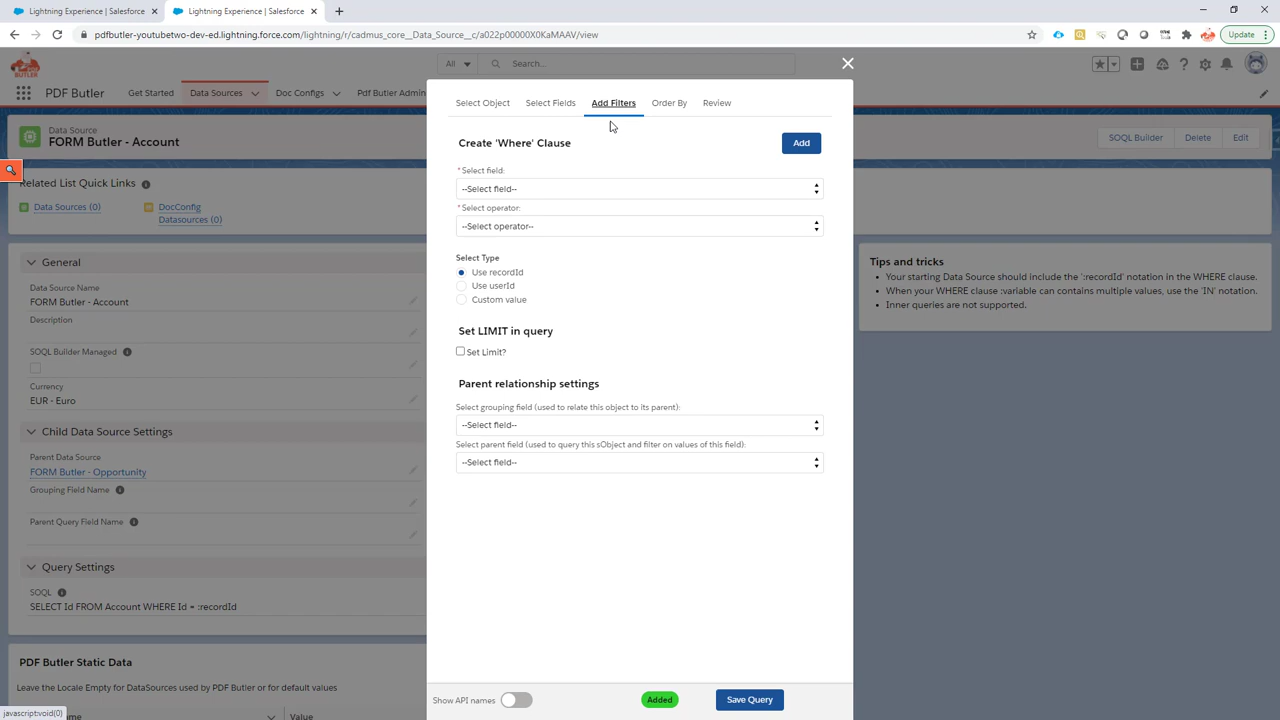 Lightning Experience | Salesforce
Lightning Experience | Salesforce
pdfbutler-youtubetwo-dev-ed.lightning.force.com/lightning/r/cadmus_core__Data_Source__c/a022p00000X0KaMAAV/view
Update
BUTLER
All
Search...
PDF Butler
Get Started
Data Sources
Doc Configs
Pdf Butler Admin
Data Source
FORM Butler - Account
SOQL Builder
Delete
Edit
Related List Quick Links
Data Sources (0)
DocConfig
Datasources (0)
General
Data Source Name
FORM Butler - Account
Description
SOQL Builder Managed
Currency
EUR - Euro
Child Data Source Settings
Parent Data Source
FORM Butler - Opportunity
Grouping Field Name
Parent Query Field Name
Query Settings
SOQL
SELECT Id FROM Account WHERE Id = :recordId
PDF Butler Static Data
Leave the Locale Empty for DataSources used by PDF Butler or for default values
Value
javascript:void(0)
Select Object
Select Fields
Add Filters
Order By
Review
Create 'Where' Clause
Add
* Select field:
--Select field--
* Select operator:
--Select operator--
Select Type
Use recordId
Use userId
Custom value
Set LIMIT in query
Set Limit?
Parent relationship settings
Select grouping field (used to relate this object to its parent):
--Select field--
Select parent field (used to query this sObject and filter on values of this field):
--Select field--
Show API names
Added
Save Query
Tips and tricks
Your starting Data Source should include the ':recordId' notation in the WHERE clause.
When your WHERE clause :variable can contains multiple values, use the 'IN' notation.
Inner queries are not supported.